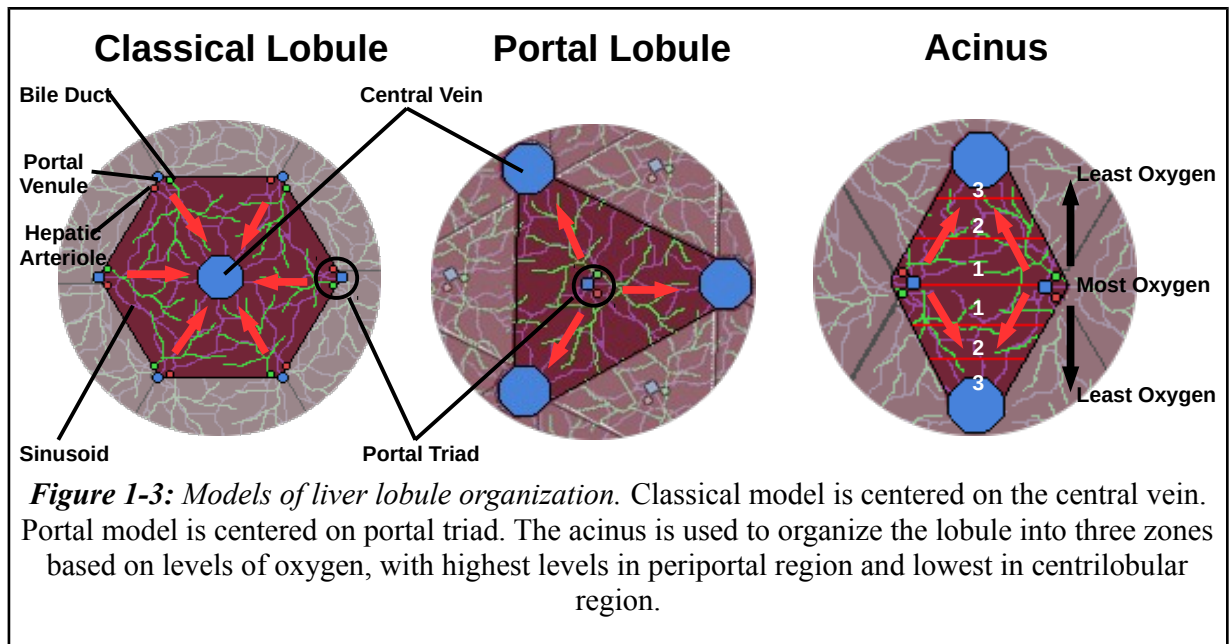 Classical Lobule
Portal Lobule
Acinus
Bile Duct
Central Vein
Portal
Venule
Hepatic
Arteriole
Sinusoid
Portal Triad
3
2
1
1
2
3
Least Oxygen
Most Oxygen
Least Oxygen
Figure 1-3: Models of liver lobule organization. Classical model is centered on the central vein.
Portal model is centered on portal triad. The acinus is used to organize the lobule into three zones
based on levels of oxygen, with highest levels in periportal region and lowest in centrilobular
region.